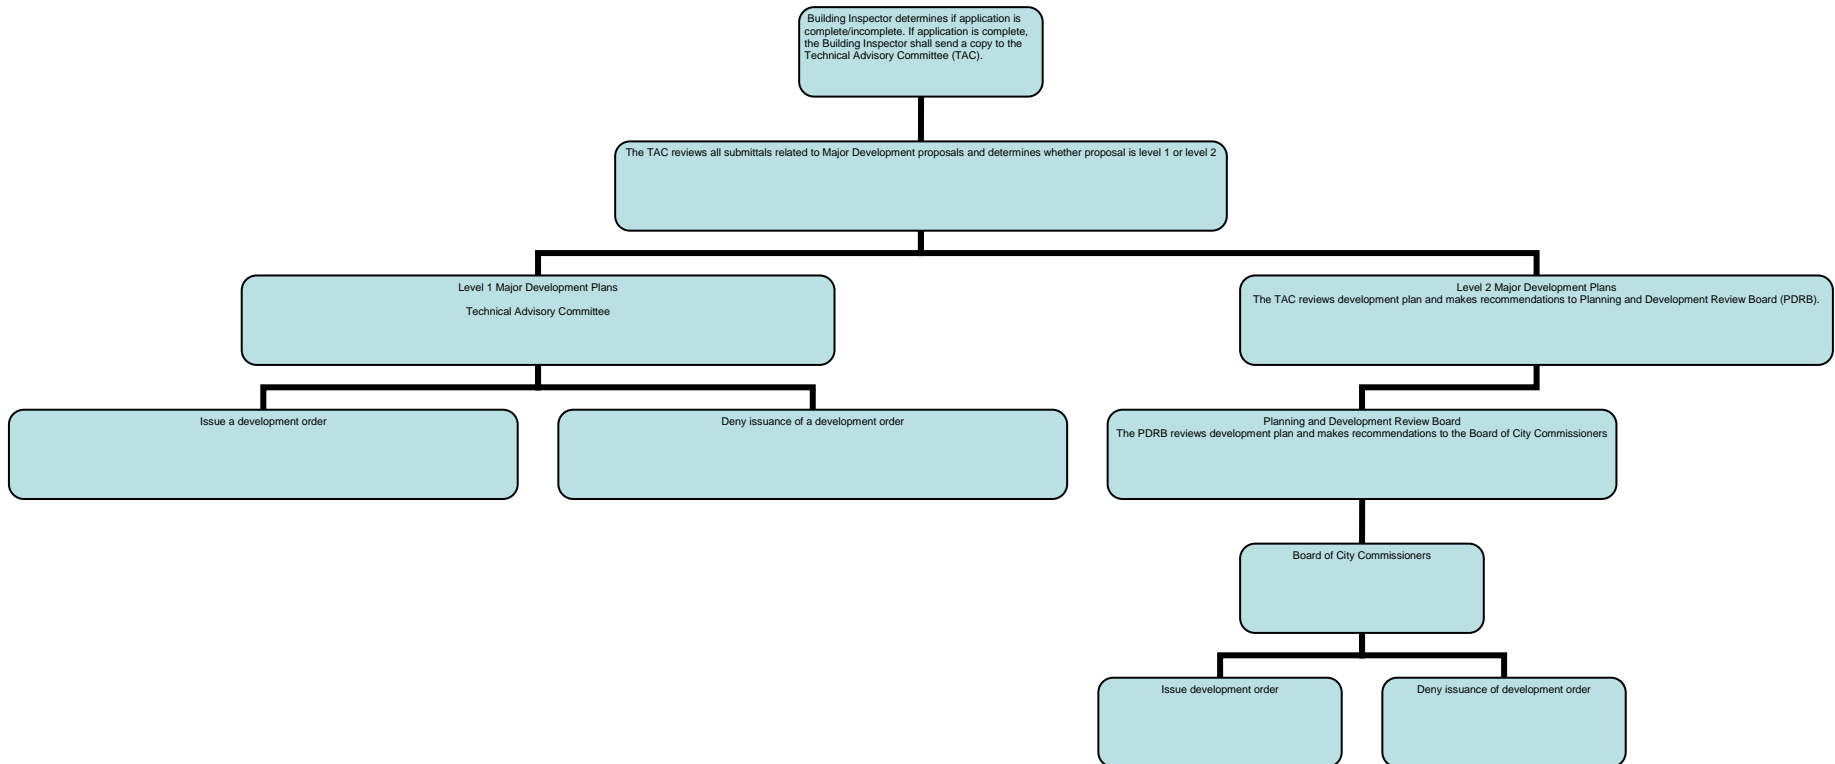 Building Inspector determines if application is
complete/incomplete. If application is complete,
the Building Inspector shall send a copy to the
Technical Advisory Committee (TAC).
The TAC reviews all submittals related to Major Development proposals and determines whether proposal is level 1 or level 2
Level 1 Major Development Plans
Technical Advisory Committee
Level 2 Major Development Plans
The TAC reviews development plan and makes recommendations to Planning and Development Review Board (PDRB).
Issue a development order
Deny issuance of a development order
Planning and Development Review Board
The PDRB reviews development plan and makes recommendations to the Board of City Commissioners
Board of City Commissioners
Issue development order
Deny issuance of development order